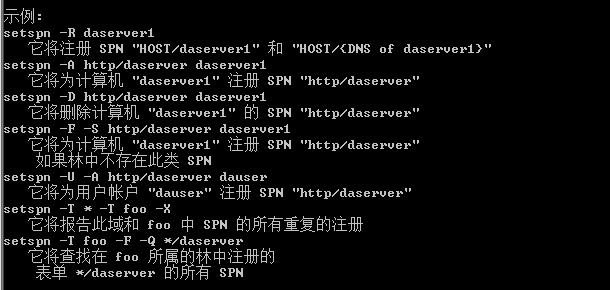 示例:
setspn -R daserver1
它将注册 SPN "HOST/daserver1" 和 "HOST/{DNS of daserver1}"
setspn -A http/daserver daserver1
它将为计算机 "daserver1" 注册 SPN "http/daserver"
setspn -D http/daserver daserver1
它将删除计算机 "daserver1" 的 SPN "http/daserver"
setspn -F -S http/daserver daserver1
它将为计算机 "daserver1" 注册 SPN "http/daserver"
如果林中不存在此类 SPN
setspn -U -A http/daserver dauser
它将为用户帐户 "dauser" 注册 SPN "http/daserver"
setspn -T * -T foo -X
它将报告此域和 foo 中 SPN 的所有重复的注册
setspn -T foo -F -Q */daserver
它将查找在 foo 所属的林中注册的
表单 */daserver 的所有 SPN